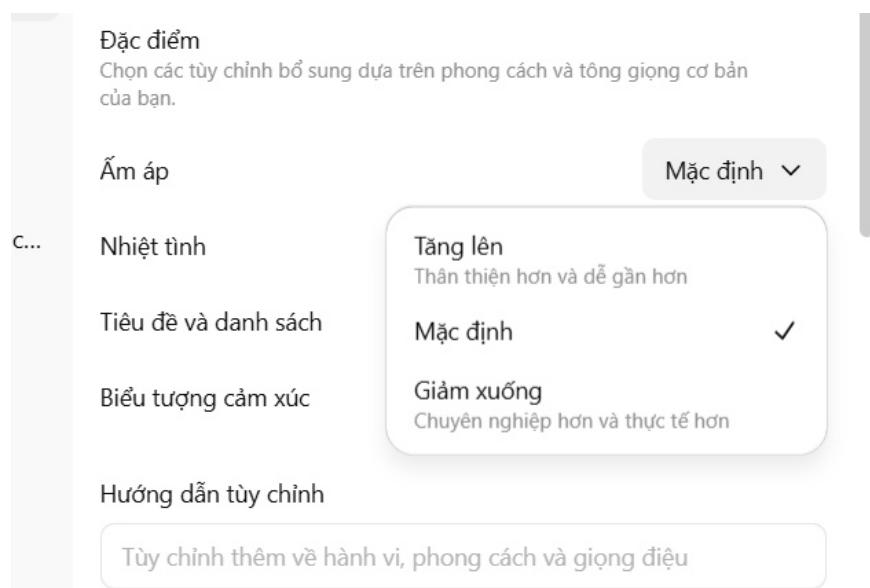 Đặc điểm
Chọn các tùy chỉnh bổ sung dựa trên phong cách và tông giọng cơ bản
của bạn.
Ấm áp
Mặc định
c...
Nhiệt tình
Tăng lên
Thân thiện hơn và dễ gần hơn
Tiêu đề và danh sách
Mặc định
Biểu tượng cảm xúc
Giảm xuống
Chuyên nghiệp hơn và thực tế hơn
Hướng dẫn tùy chỉnh
Tùy chỉnh thêm về hành vi, phong cách và giọng điệu